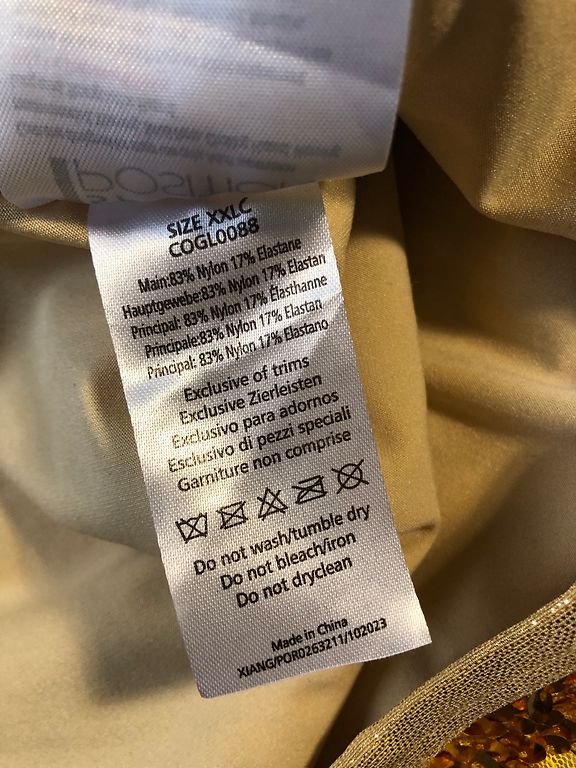 SIZE XXLC
COGL0088
Main:83% Nylon 17% Elastane
Hauptgewebe:83% Nylon 17% Elastan
Principal: 83% Nylon 17% Élasthanne
Principale:83% Nylon 17% Elastan
Principal: 83% Nylon 17% Elastano
Exclusive of trims
Exclusive Zierleisten
Exclusivo para adornos
Esclusivo di pezzi speciali
Garniture non comprise
Do not wash/tumble dry
Do not bleach/iron
Do not dryclean
Made in China
XIANG/POR0263211/102023